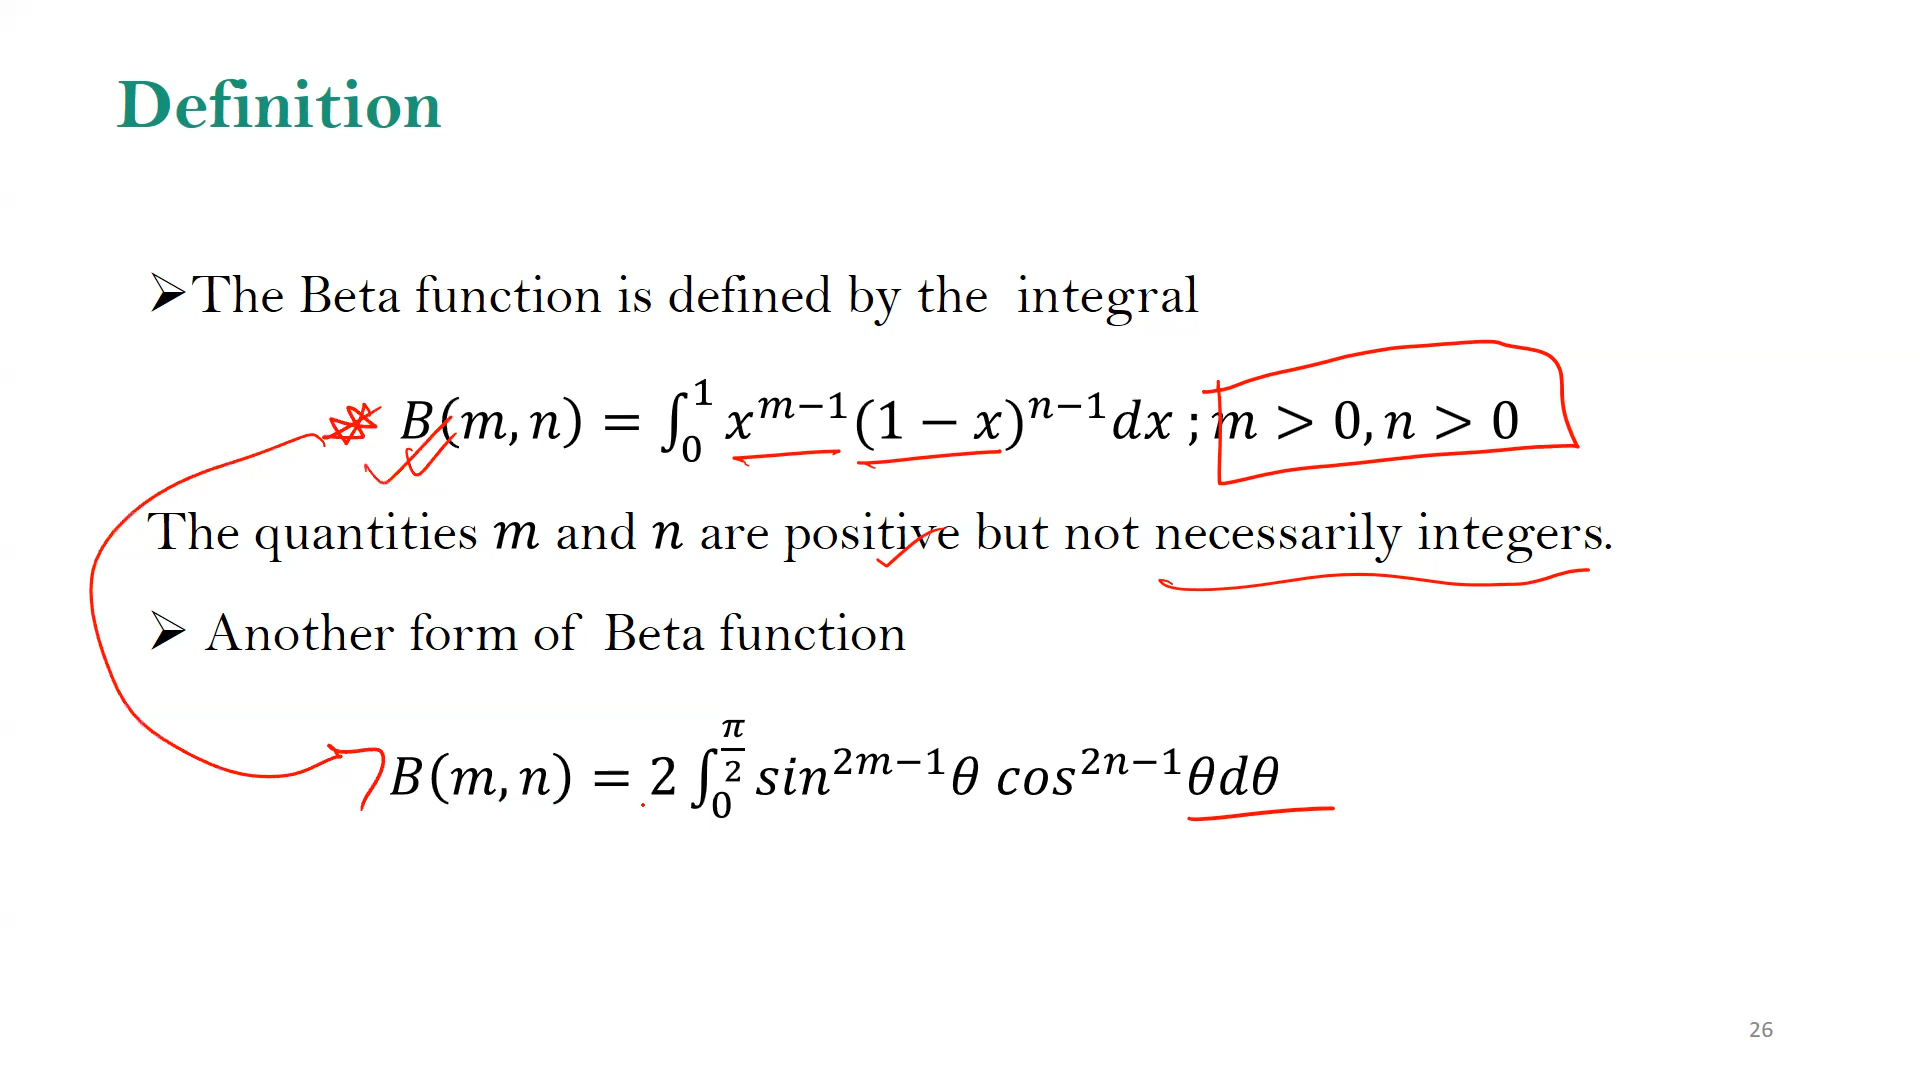 Definition
➢The Beta function is defined by the integral
B(m, n) = ∫₀¹ x^{m−1}(1 − x)^{n−1}dx ; m > 0, n > 0
The quantities m and n are positive but not necessarily integers.
➢ Another form of Beta function
B(m, n) = 2 ∫₀^{π/2} sin^{2m−1}θ cos^{2n−1}θdθ
26